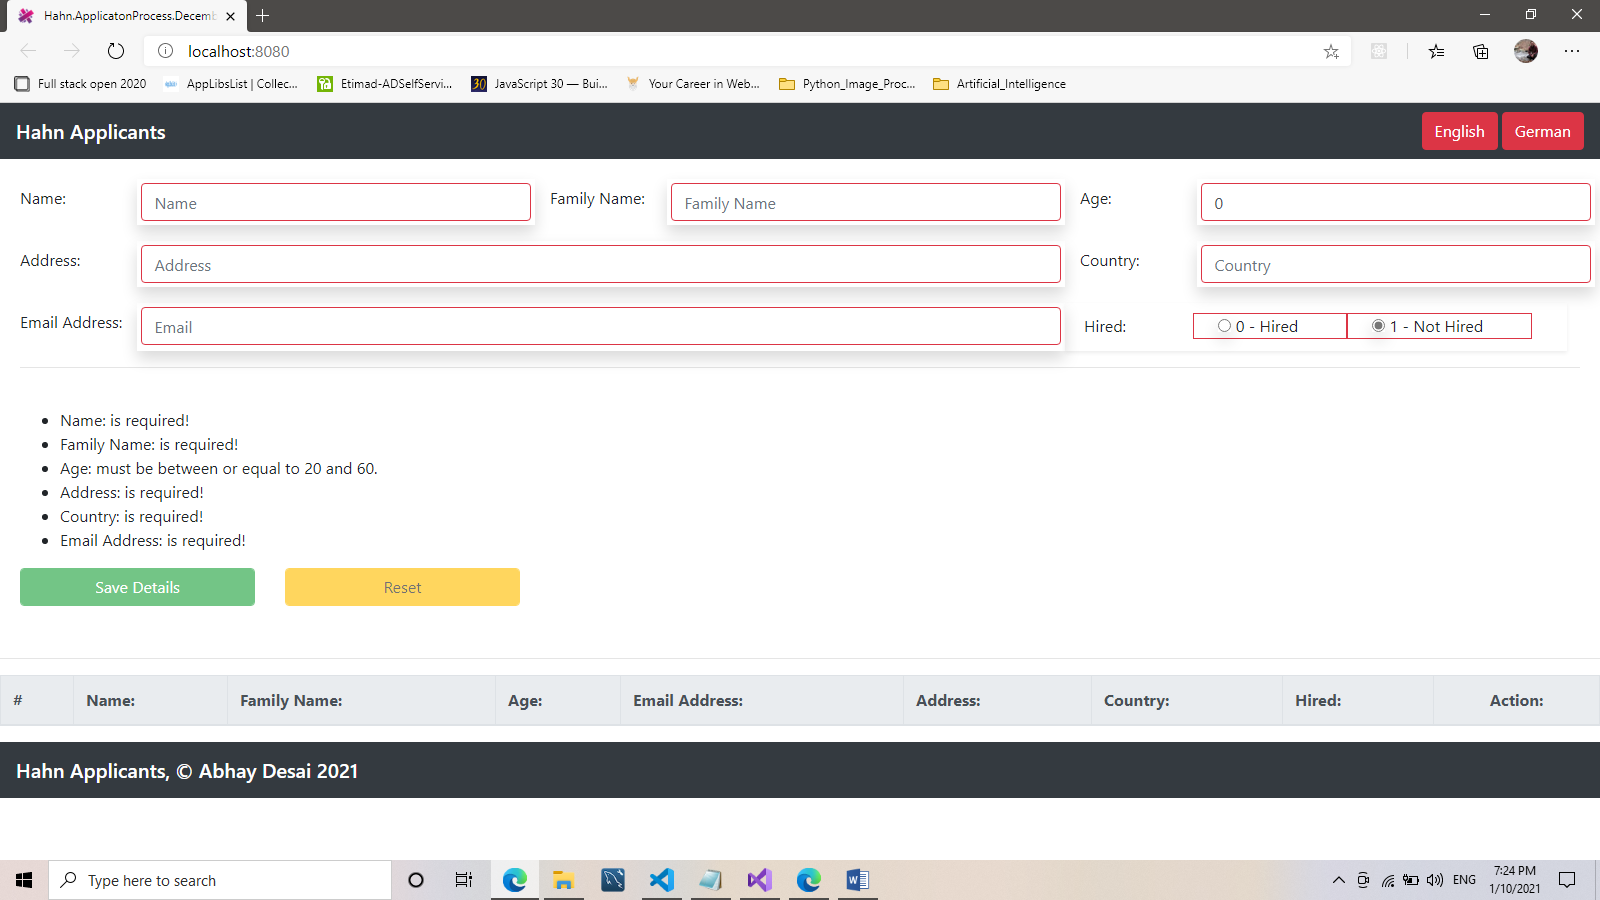 Hahn.ApplicatonProcess.Decemb
localhost:8080
Full stack open 2020 AppLibsList | Collec... Etimad-ADSelfServi... 30 JavaScript 30 — Bui... Your Career in Web... Python_Image_Proc... Artificial_Intelligence
Hahn Applicants English German
Name: Name Family Name: Family Name Age: 0
Address: Address Country: Country
Email Address: Email Hired: 0 - Hired 1 - Not Hired
Name: is required!
Family Name: is required!
Age: must be between or equal to 20 and 60.
Address: is required!
Country: is required!
Email Address: is required!
Save Details Reset
# Name: Family Name: Age: Email Address: Address: Country: Hired: Action:
Hahn Applicants, © Abhay Desai 2021
Type here to search ENG 7:24 PM
1/10/2021